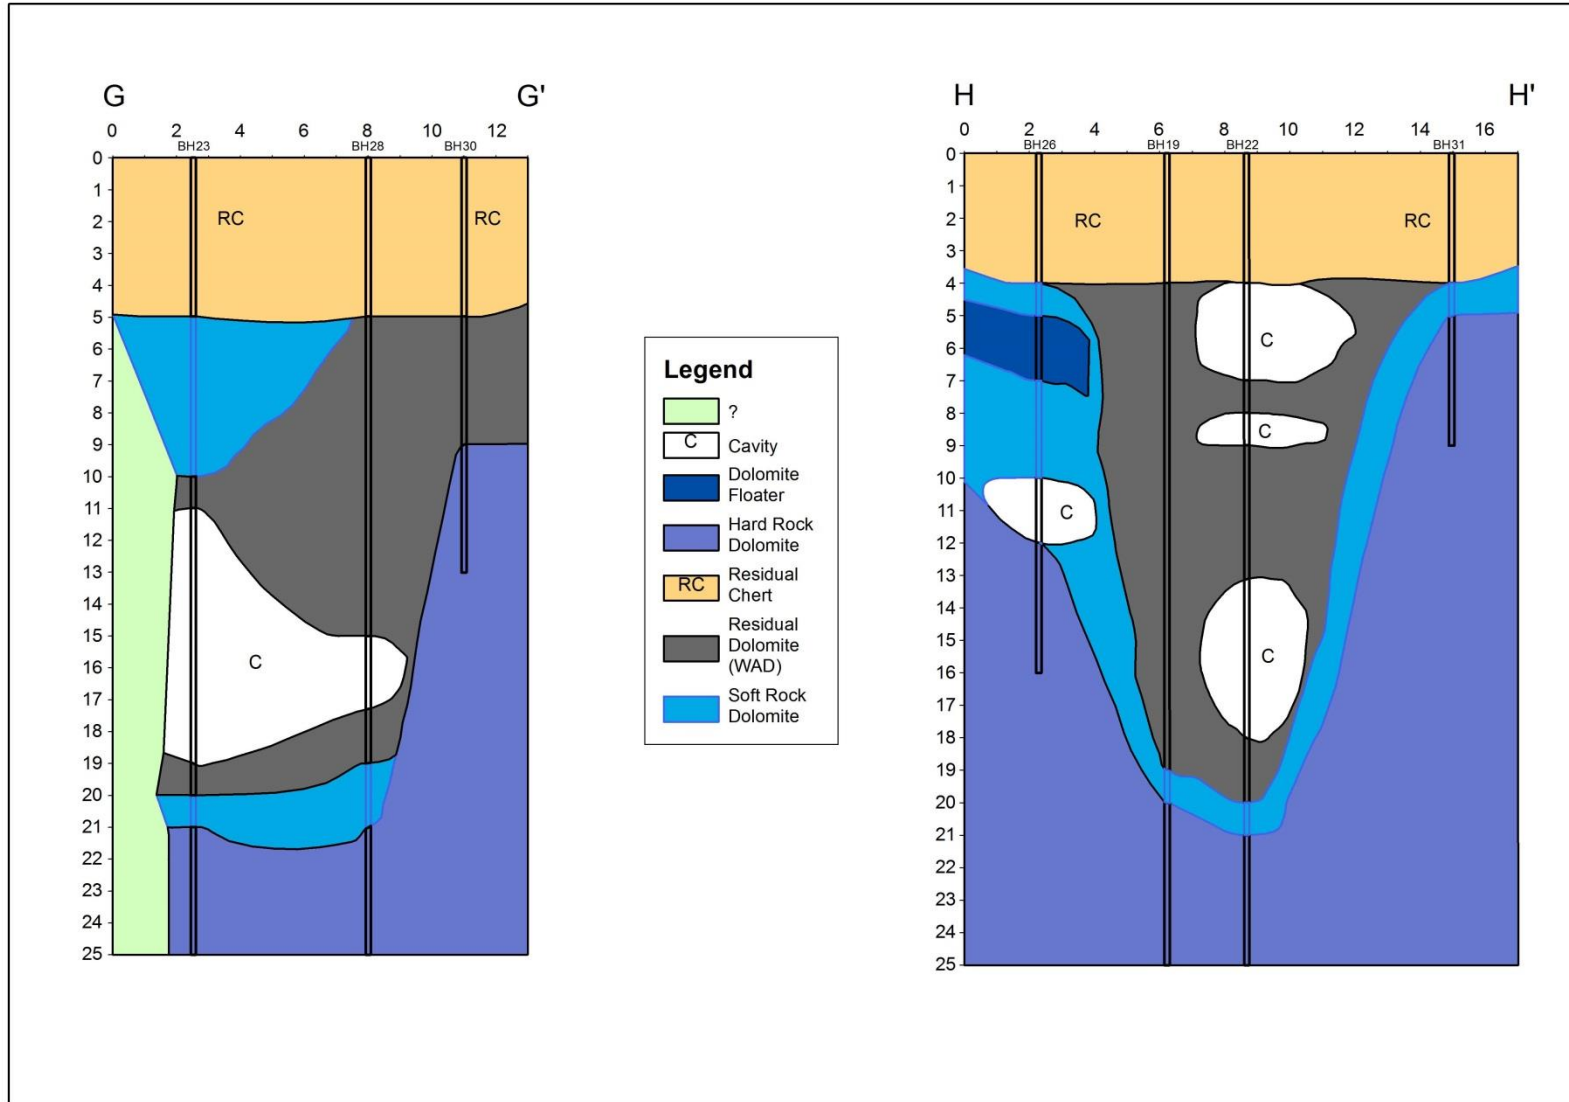 G G'
0 2 4 6 8 10 12
BH23 BH28 BH30
0
1
2
3
4
5
6
7
8
9
10
11
12
13
14
15
16
17
18
19
20
21
22
23
24
25
RC RC
C
Legend
?
C Cavity
Dolomite
Floater
Hard Rock
Dolomite
RC Residual
Chert
Residual
Dolomite
(WAD)
Soft Rock
Dolomite
H H'
0 2 4 6 8 10 12 14 16
BH26 BH19 BH22 BH31
0
1
2
3
4
5
6
7
8
9
10
11
12
13
14
15
16
17
18
19
20
21
22
23
24
25
RC RC
C
C
C
C